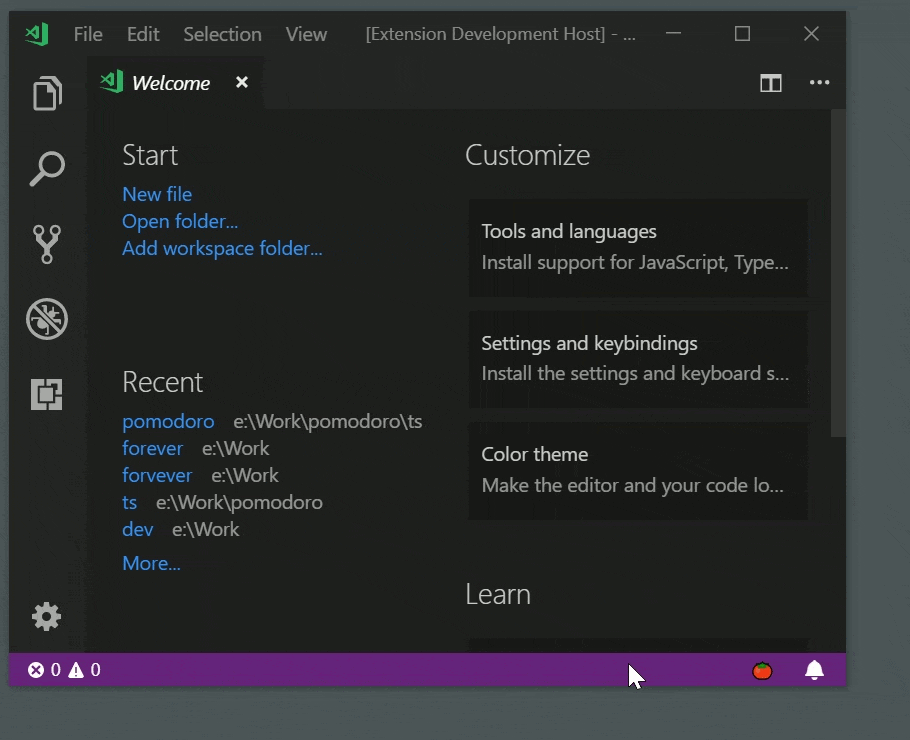 File Edit Selection View [Extension Development Host] - ...
Welcome
Start
New file
Open folder...
Add workspace folder...
Recent
pomodoro e:\Work\pomodoro\ts
forever e:\Work
forvever e:\Work
ts e:\Work\pomodoro
dev e:\Work
More...
Customize
Tools and languages
Install support for JavaScript, Type...
Settings and keybindings
Install the settings and keyboard s...
Color theme
Make the editor and your code lo...
Learn
0 0